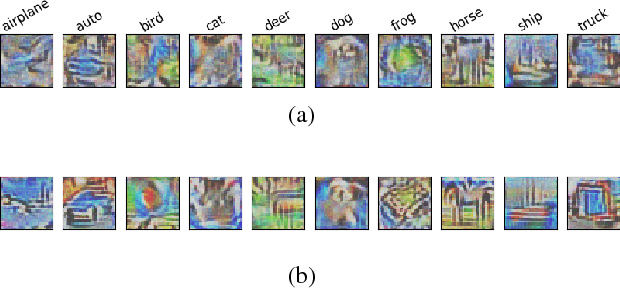 airplane auto bird cat deer dog frog horse ship truck
(a)
(b)